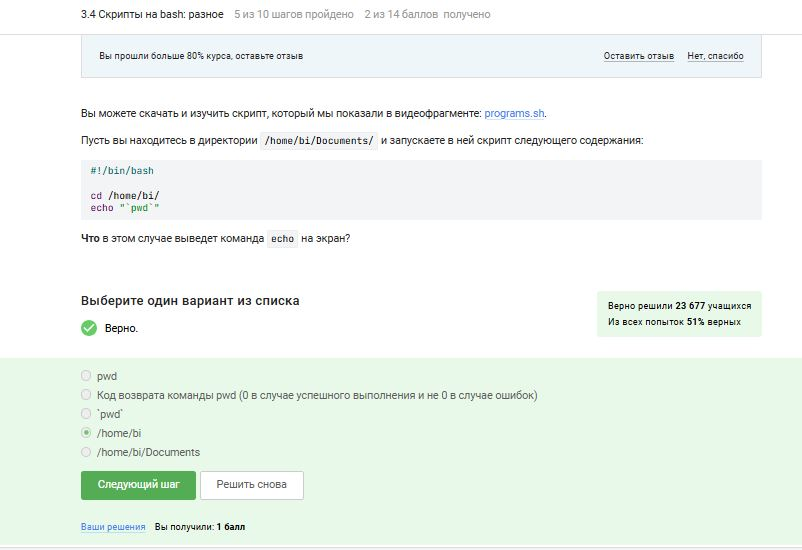 3.4 Скрипты на bash: разное 5 из 10 шагов пройдено 2 из 14 баллов получено
Вы прошли больше 80% курса, оставьте отзыв Оставить отзыв Нет, спасибо
Вы можете скачать и изучить скрипт, который мы показали в видеофрагменте: programs.sh.
Пусть вы находитесь в директории /home/bi/Documents/ и запускаете в ней скрипт следующего содержания:
#!/bin/bash
cd /home/bi/
echo "`pwd`"
Что в этом случае выведет команда echo на экран?
Выберите один вариант из списка
Верно.
Верно решили 23 677 учащихся
Из всех попыток 51% верных
pwd
Код возврата команды pwd (0 в случае успешного выполнения и не 0 в случае ошибок)
`pwd`
/home/bi
/home/bi/Documents
Следующий шаг Решить снова
Ваши решения Вы получили: 1 балл